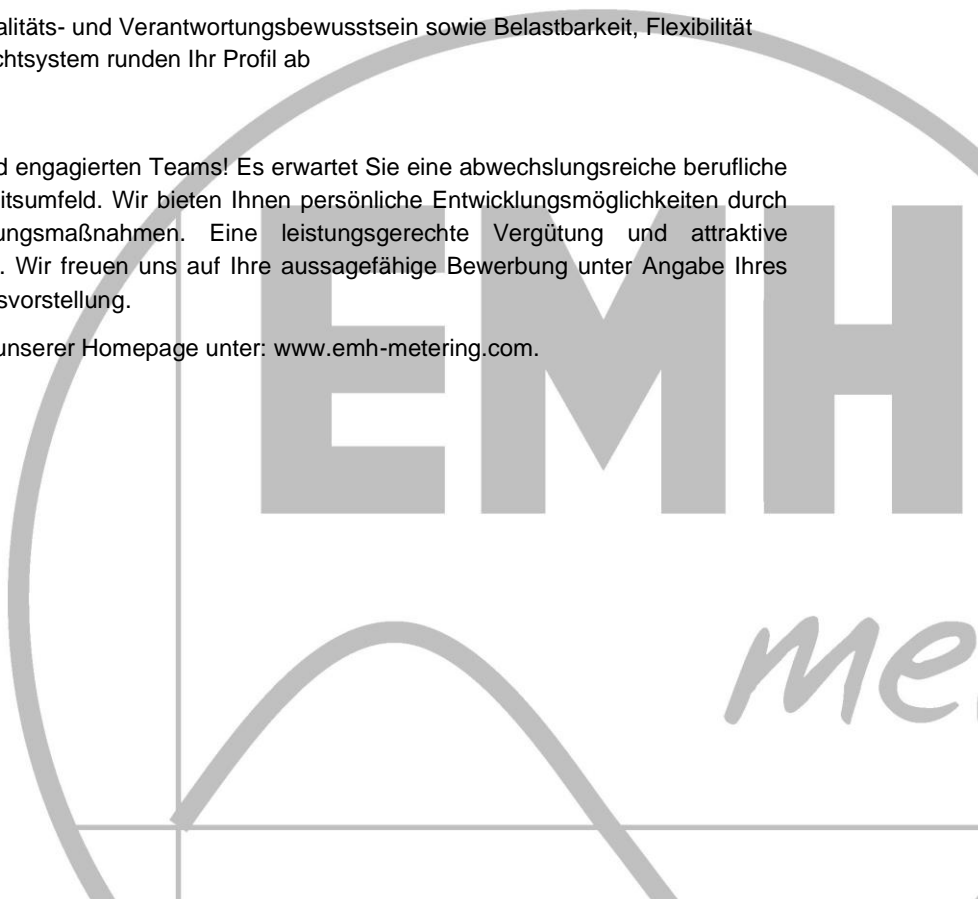 alitäts- und Verantwortungsbewusstsein sowie Belastbarkeit, Flexibilität
chtsystem runden Ihr Profil ab
d engagierten Teams! Es erwartet Sie eine abwechslungsreiche berufliche
itsumfeld. Wir bieten Ihnen persönliche Entwicklungsmöglichkeiten durch
ungsmaßnahmen. Eine leistungsgerechte Vergütung und attraktive
. Wir freuen uns auf Ihre aussagefähige Bewerbung unter Angabe Ihres
svorstellung.
unserer Homepage unter: www.emh-metering.com.
EMH
me